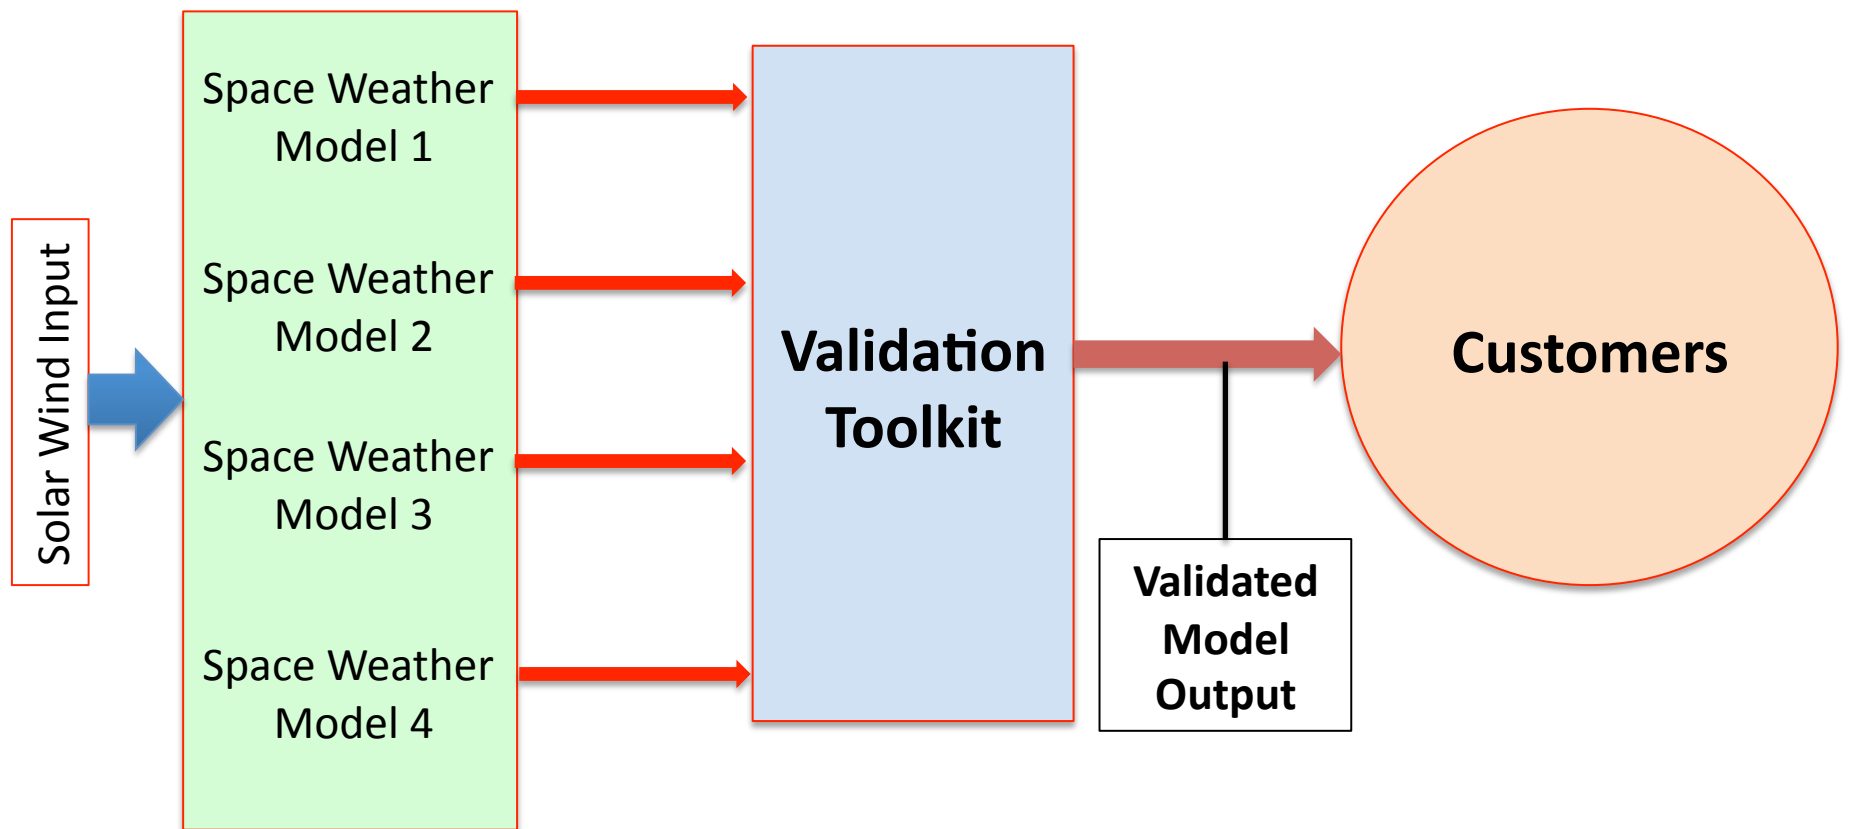 Solar Wind Input
Space Weather
Model 1
Space Weather
Model 2
Space Weather
Model 3
Space Weather
Model 4
Validation
Toolkit
Validated
Model
Output
Customers